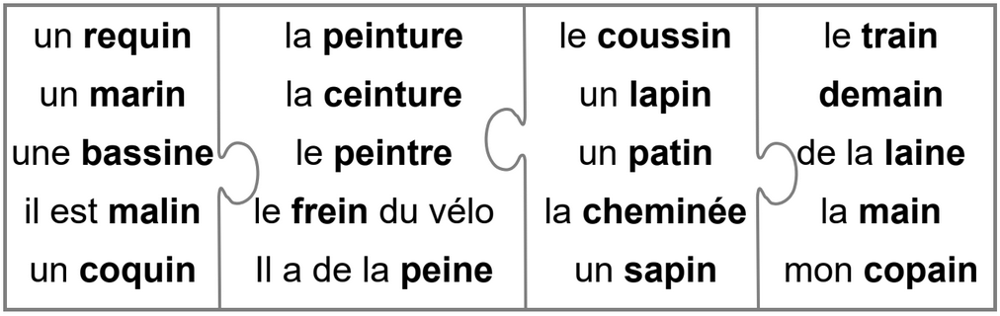 un requin
un marin
une bassine
il est malin
un coquin
la peinture
la ceinture
le peintre
le frein du vélo
Il a de la peine
le coussin
un lapin
un patin
la cheminée
un sapin
le train
demain
de la laine
la main
mon copain